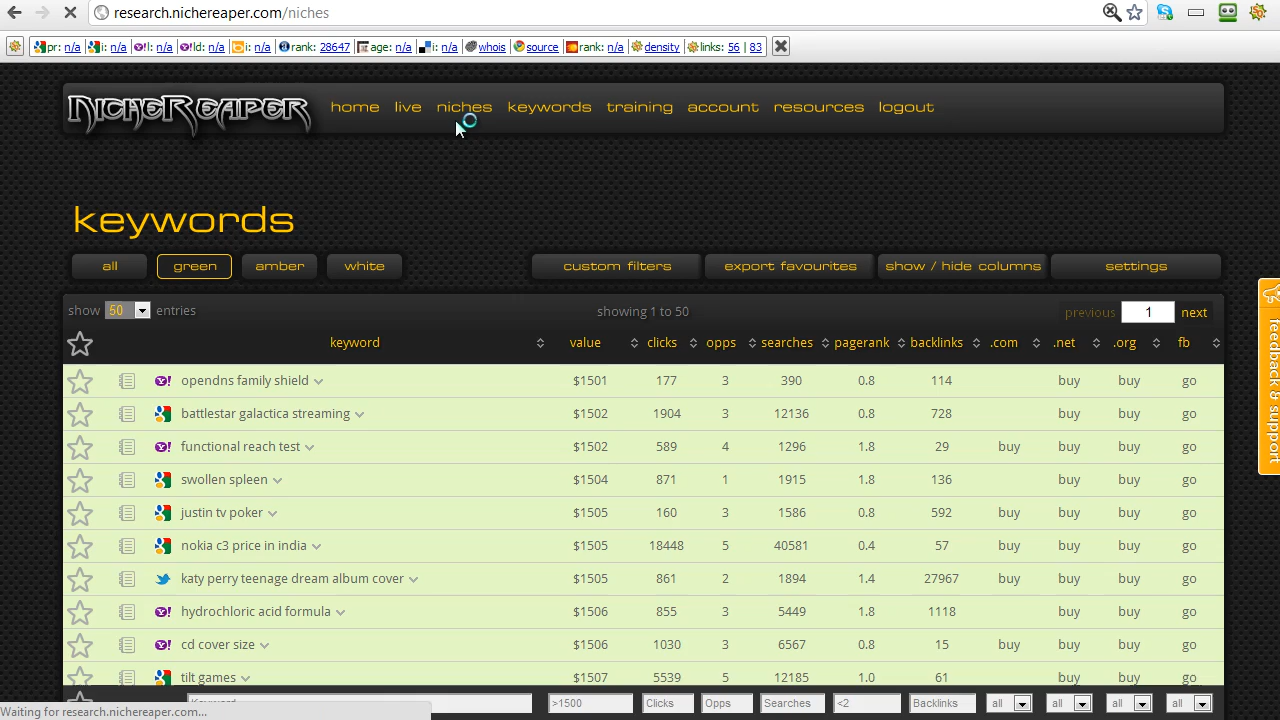 research.nichereaper.com/niches
pr: n/a i: n/a l: n/a ld: n/a i: n/a rank: 28647 age: n/a i: n/a whois source rank: n/a density links: 56 | 83
NICHEREAPER home live niches keywords training account resources logout
keywords
all green amber white custom filters export favourites show / hide columns settings
show 50 entries showing 1 to 50 previous 1 next
keyword value clicks opps searches pagerank backlinks .com .net .org fb
opendns family shield $1501 177 3 390 0.8 114 buy buy go
battlestar galactica streaming $1502 1904 3 12136 0.8 728 buy buy go
functional reach test $1502 589 4 1296 1.8 29 buy buy buy go
swollen spleen $1504 871 1 1915 1.8 136 buy buy go
justin tv poker $1505 160 3 1586 0.8 592 buy buy buy go
nokia c3 price in india $1505 18448 5 40581 0.4 57 buy buy buy go
katy perry teenage dream album cover $1505 861 2 1894 1.4 27967 buy buy buy go
hydrochloric acid formula $1506 855 3 5449 1.8 1118 buy buy go
cd cover size $1506 1030 3 6567 0.8 15 buy buy buy go
tilt games $1507 5539 5 12185 1.0 61 buy buy go
Keyword >1500 Clicks Opps Searches <2 Backlinks all all all all
Waiting for research.nichereaper.com...
feedback & support